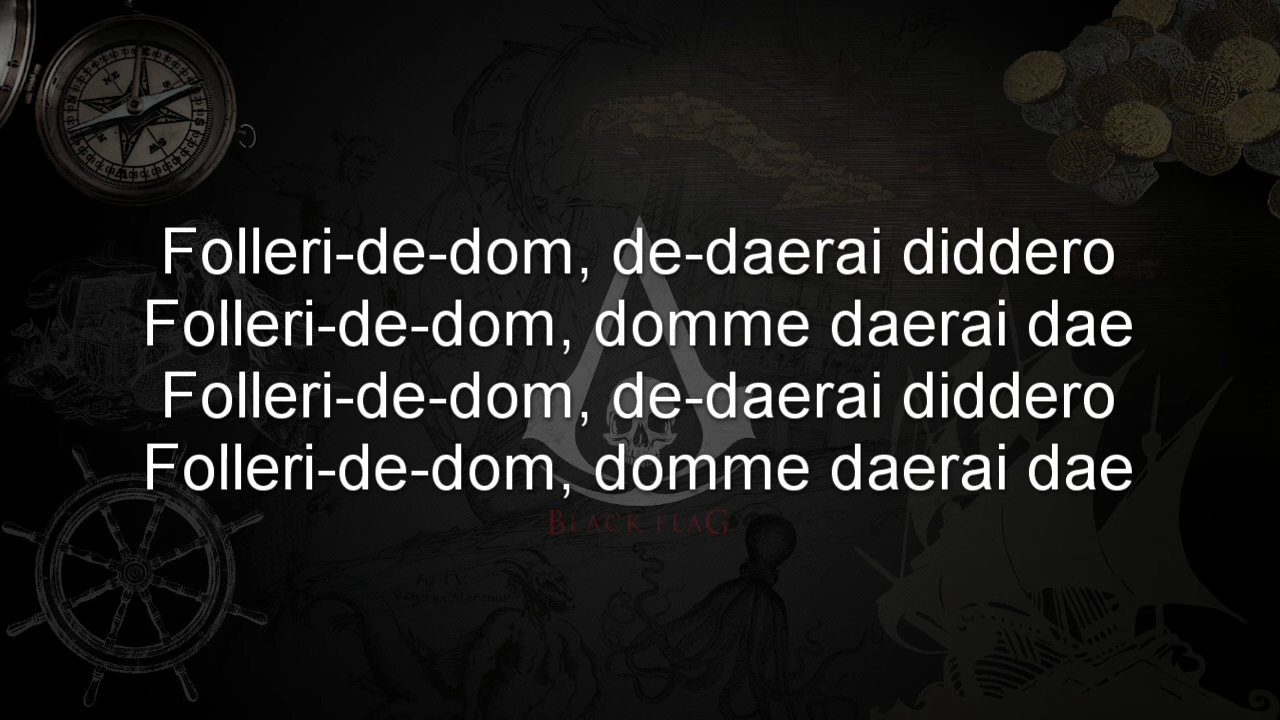 Folleri-de-dom, de-daerai diddero
Folleri-de-dom, domme daerai dae
Folleri-de-dom, de-daerai diddero
Folleri-de-dom, domme daerai dae
BLACK FLAG